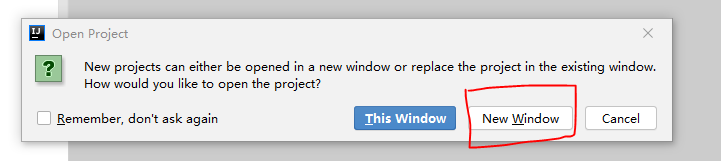 IJ
Open Project
?
New projects can either be opened in a new window or replace the project in the existing window.
How would you like to open the project?
Remember, don't ask again
This Window
New Window
Cancel